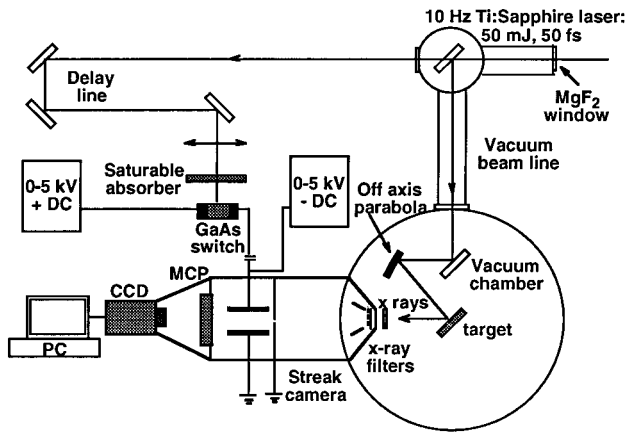 10 Hz Ti:Sapphire laser:
50 mJ, 50 fs
MgF2
window
Delay
line
Vacuum
beam line
Saturable
absorber
0-5 kV
+ DC
0-5 kV
- DC
Off axis
parabola
GaAs
switch
Vacuum
chamber
MCP
CCD
x rays
target
PC
x-ray
filters
Streak
camera